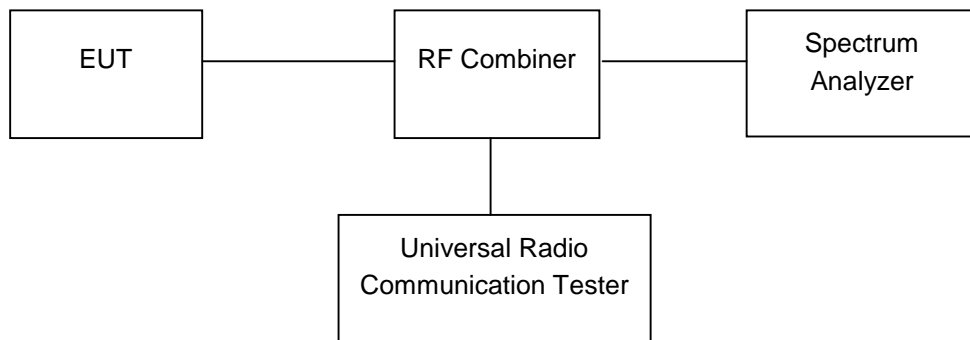 EUT
RF Combiner
Spectrum
Analyzer
Universal Radio
Communication Tester